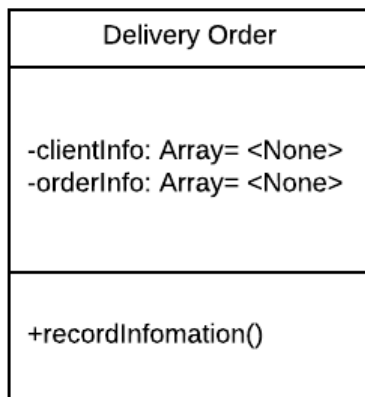 Delivery Order
-clientInfo: Array= <None>
-orderInfo: Array= <None>
+recordInfomation()